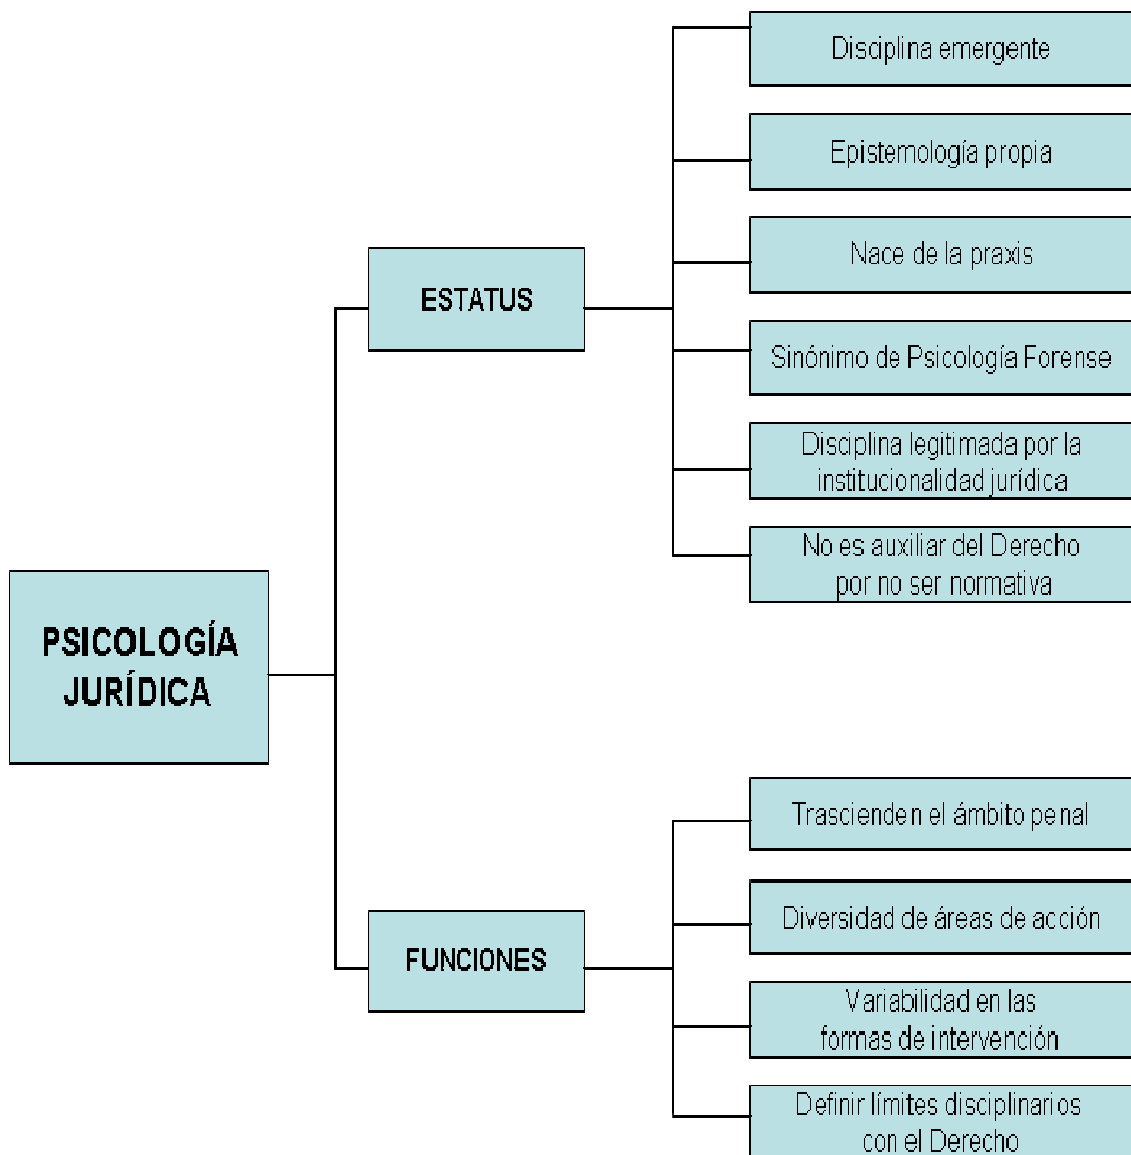 PSICOLOGÍA
JURÍDICA
ESTATUS
Disciplina emergente
Epistemología propia
Nace de la praxis
Sinónimo de Psicología Forense
Disciplina legitimada por la
institucionalidad jurídica
No es auxiliar del Derecho
por no ser normativa
FUNCIONES
Trascienden el ámbito penal
Diversidad de áreas de acción
Variabilidad en las
formas de intervención
Definir límites disciplinarios
con el Derecho